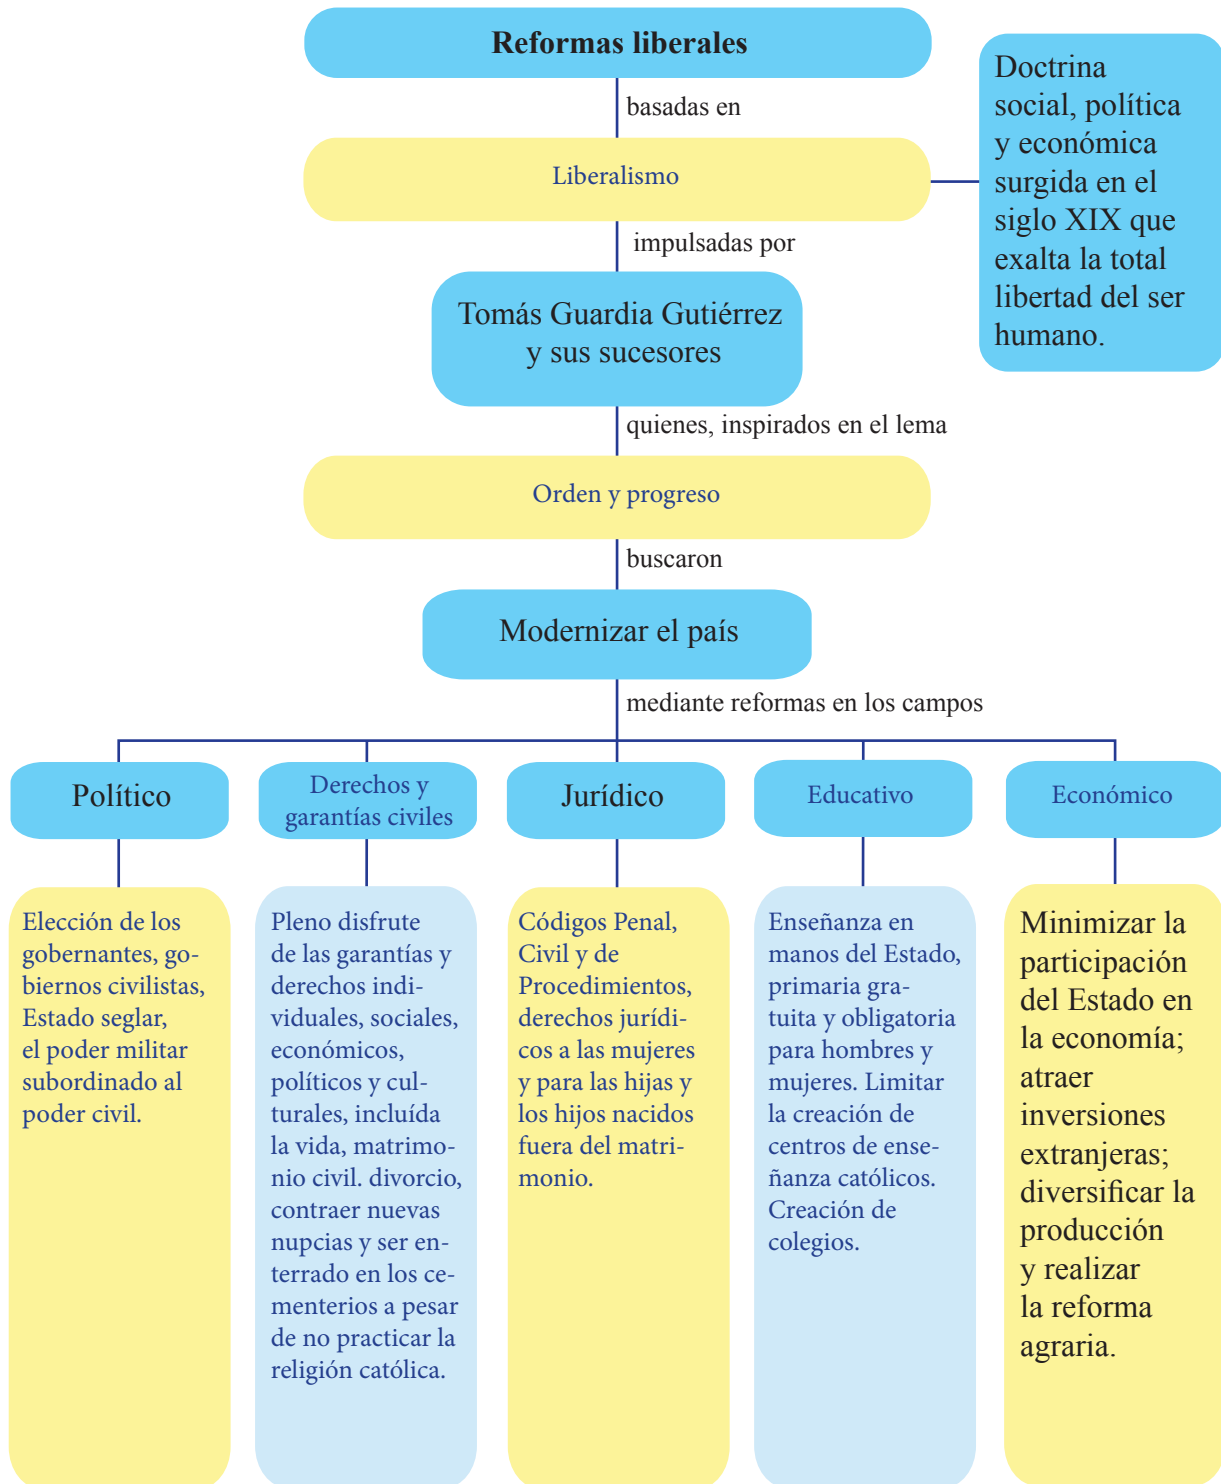 Reformas liberales
basadas en
Liberalismo
Doctrina
social, política
y económica
surgida en el
siglo XIX que
exalta la total
libertad del ser
humano.
impulsadas por
Tomás Guardia Gutiérrez
y sus sucesores
quienes, inspirados en el lema
Orden y progreso
buscaron
Modernizar el país
mediante reformas en los campos
Político
Elección de los
gobernantes, go-
biernos civilistas,
Estado seglar,
el poder militar
subordinado al
poder civil.
Derechos y
garantías civiles
Pleno disfrute
de las garantías y
derechos indi-
viduales, sociales,
económicos,
políticos y cul-
turales, incluída
la vida, matrimo-
nio civil. divorcio,
contraer nuevas
nupcias y ser en-
terrado en los ce-
menterios a pesar
de no practicar la
religión católica.
Jurídico
Códigos Penal,
Civil y de
Procedimientos,
derechos jurídi-
cos a las mujeres
y para las hijas y
los hijos nacidos
fuera del matri-
monio.
Educativo
Enseñanza en
manos del Estado,
primaria gra-
tuita y obligatoria
para hombres y
mujeres. Limitar
la creación de
centros de ense-
ñanza católicos.
Creación de
colegios.
Económico
Minimizar la
participación
del Estado en
la economía;
atraer
inversiones
extranjeras;
diversificar la
producción
y realizar
la reforma
agraria.